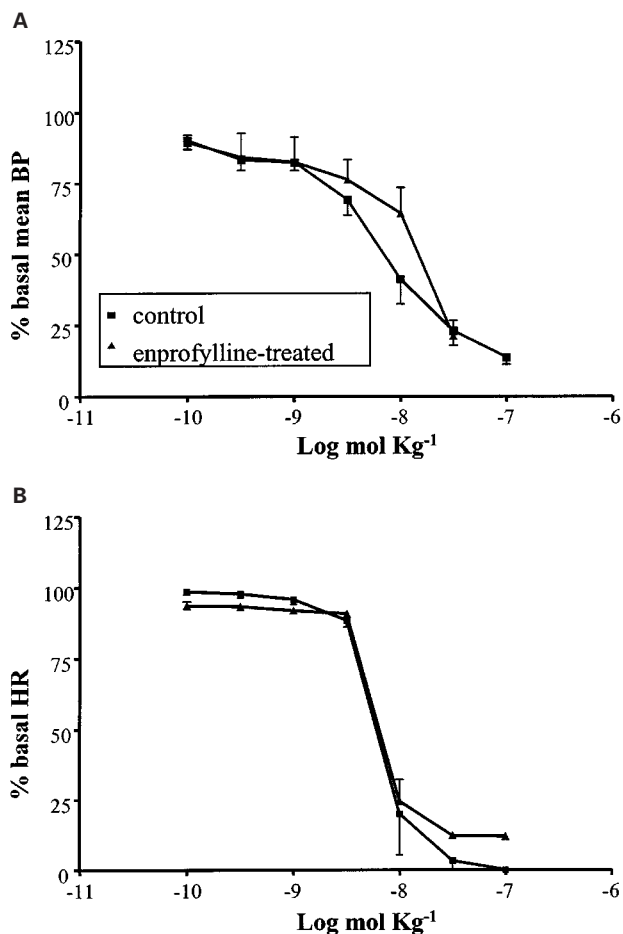 A
125
100
75
50
25
0
% basal mean BP
control
enprofylline-treated
-11 -10 -9 -8 -7 -6
Log mol Kg-1
B
125
100
75
50
25
0
% basal HR
-11 -10 -9 -8 -7 -6
Log mol Kg-1